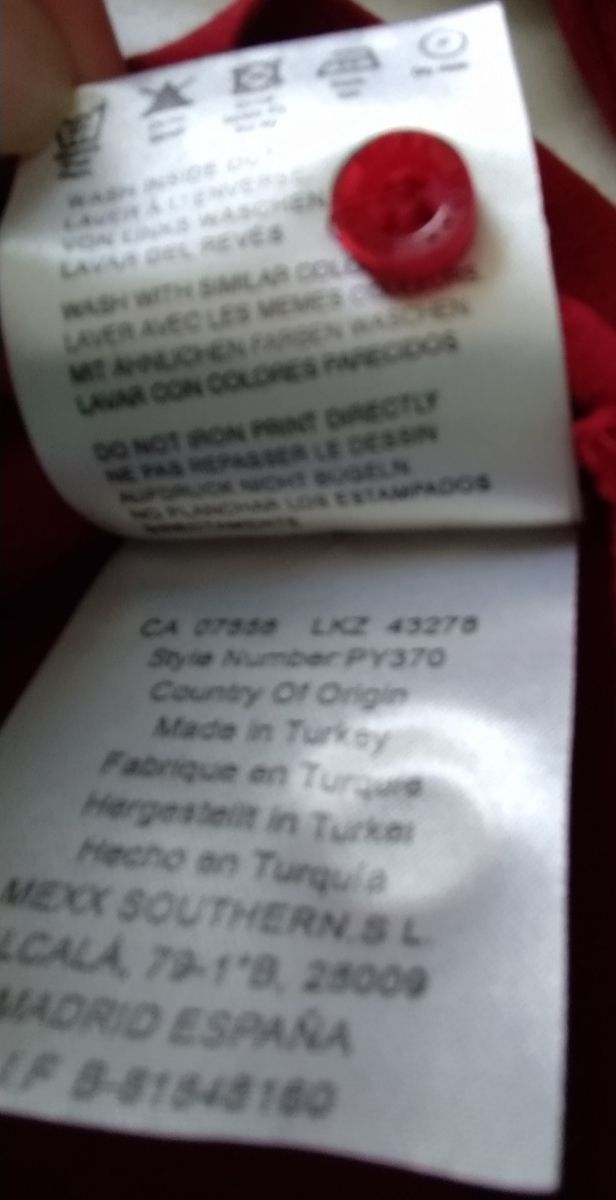 WASH INSIDE OUT
LAVER À L'ENVERSE
VON LINKS WASCHEN
LAVAR DEL REVÉS
WASH WITH SIMILAR
LAVER AVEC LES MEMES
MIT ÄHNLICHEN FARBEN WASCHEN
LAVAR CON COLORES PARECIDOS
DO NOT IRON PRINT DIRECTLY
NE PAS REPASSER LE DESSIN
AUFDRUCK NICHT BÜGELN
NO PLANCHAR LOS ESTAMPADOS
DIRECTAMENTE
CA 07558 LKZ 43278
Style Number:PY370
Country Of Origin
Made in Turkey
Fabrique en Turquie
Hergestellt in Turkei
Hecho en Turquía
MEXX SOUTHERN.S L.
LCALÁ, 79-1°B, 28009
MADRID ESPAÑA